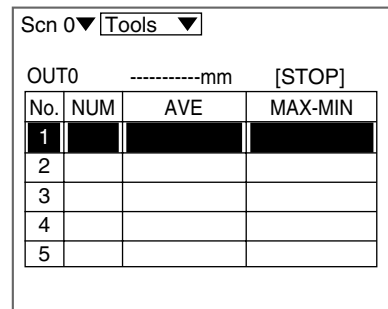 Scn 0▼ Tools ▼
OUT0 -----------mm [STOP]
No. NUM AVE MAX-MIN
1
2
3
4
5